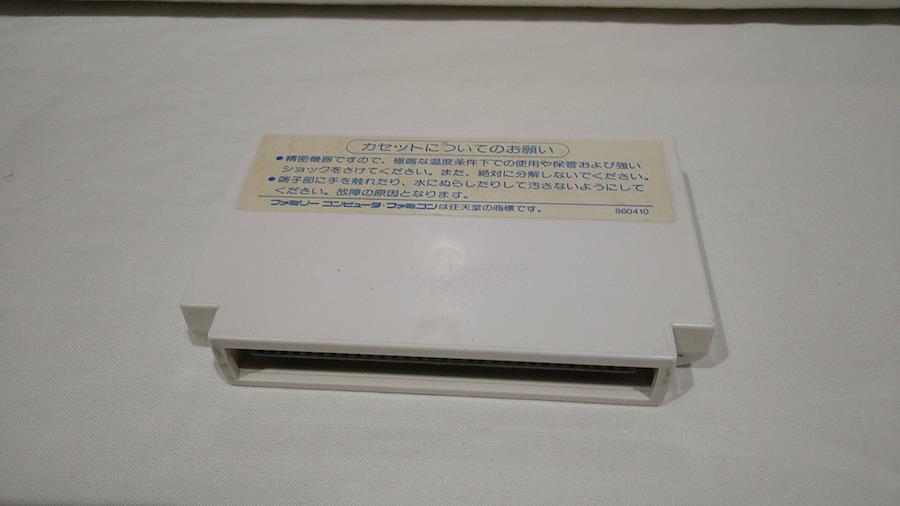 カセットについてのお願い
●精密機器ですので、極端な温度条件下での使用や保管および強い
ショックをさけてください。また、絶対に分解しないでください。
●端子部に手を触れたり、水にぬらしたりして汚さないようにして
ください。故障の原因となります。
ファミリー コンピュータ・ファミコンは任天堂の商標です。
860410